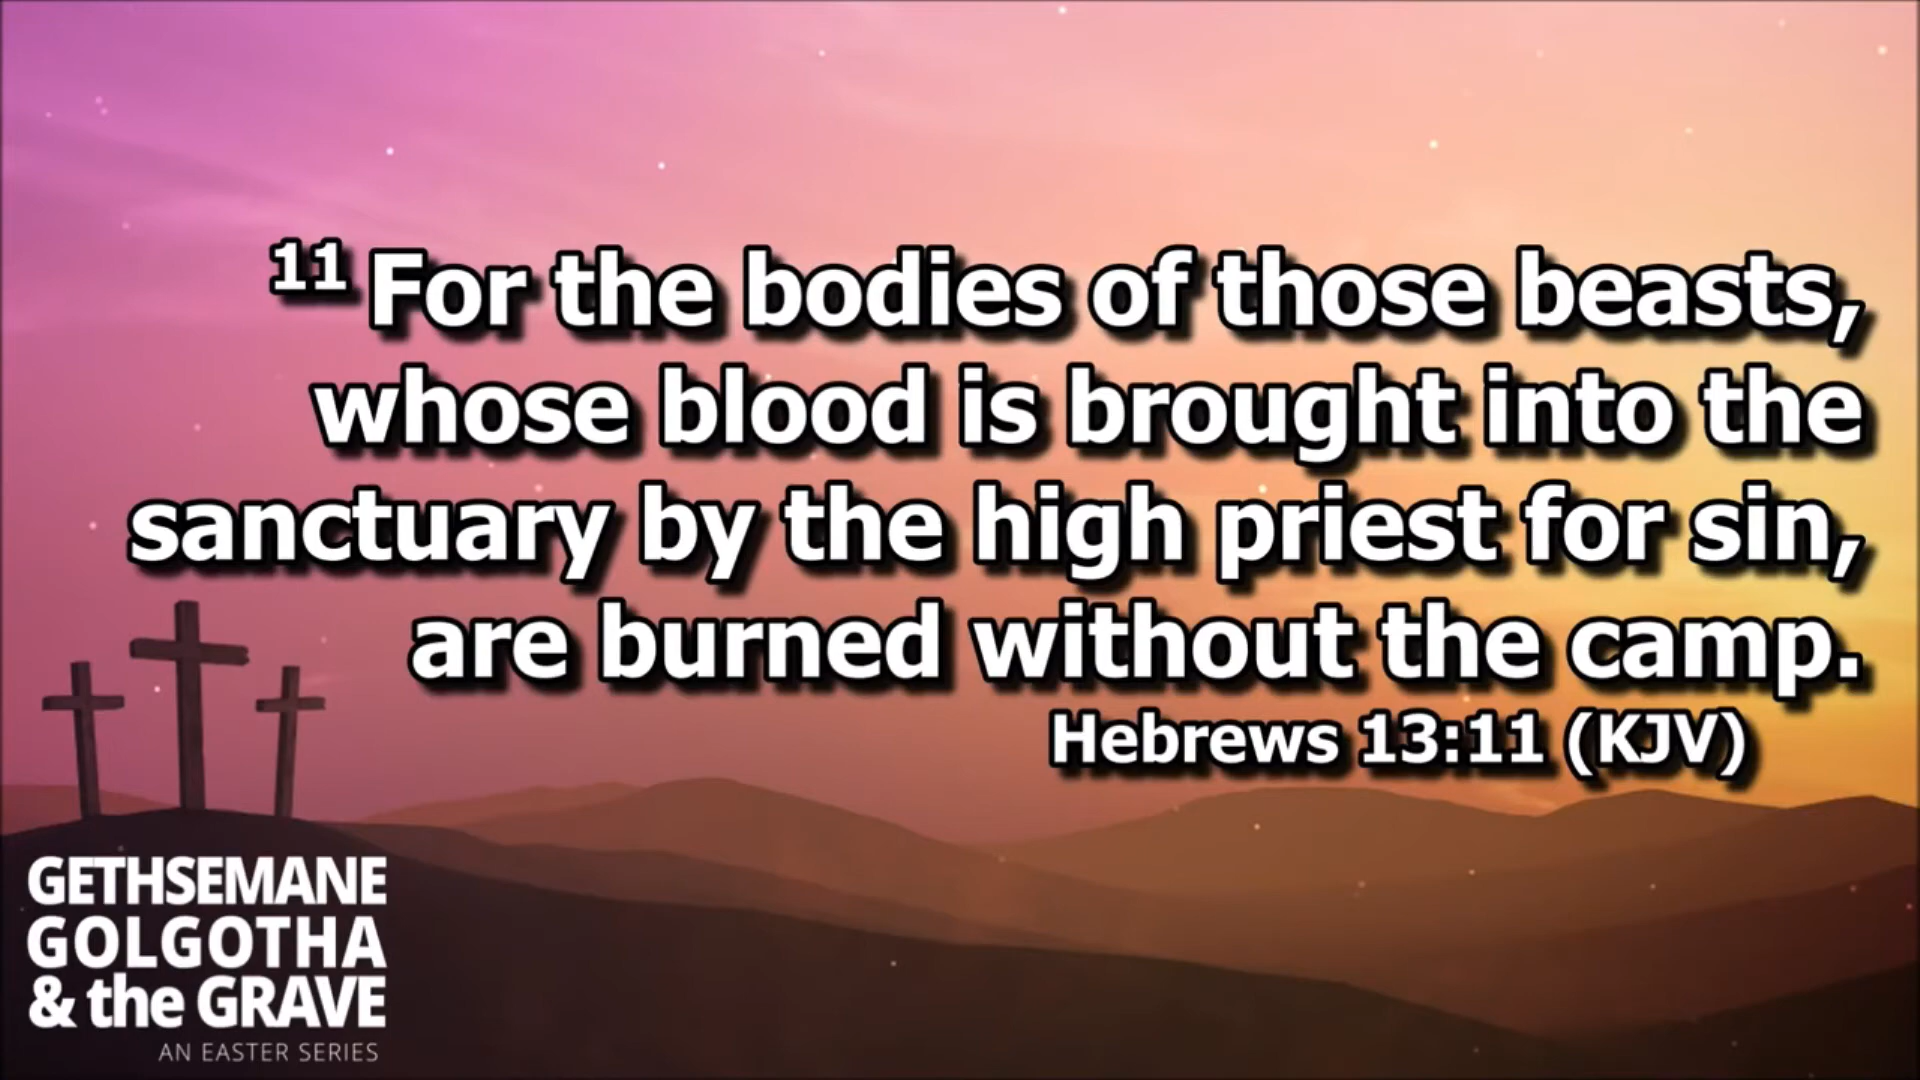 11 For the bodies of those beasts,
whose blood is brought into the
sanctuary by the high priest for sin,
are burned without the camp.
Hebrews 13:11 (KJV)
GETHSEMANE
GOLGOTHA
& the GRAVE
AN EASTER SERIES